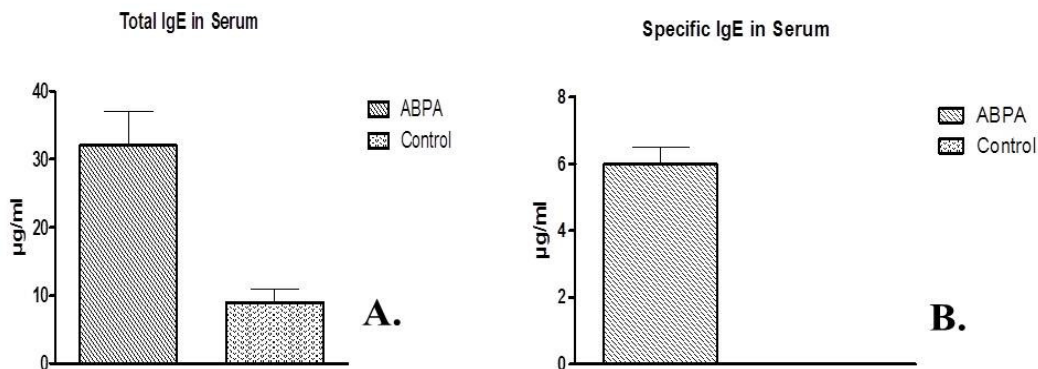 Total IgE in Serum
µg/ml
40
30
20
10
0
ABPA
Control
A.
Specific IgE in Serum
µg/ml
8
6
4
2
0
ABPA
Control
B.